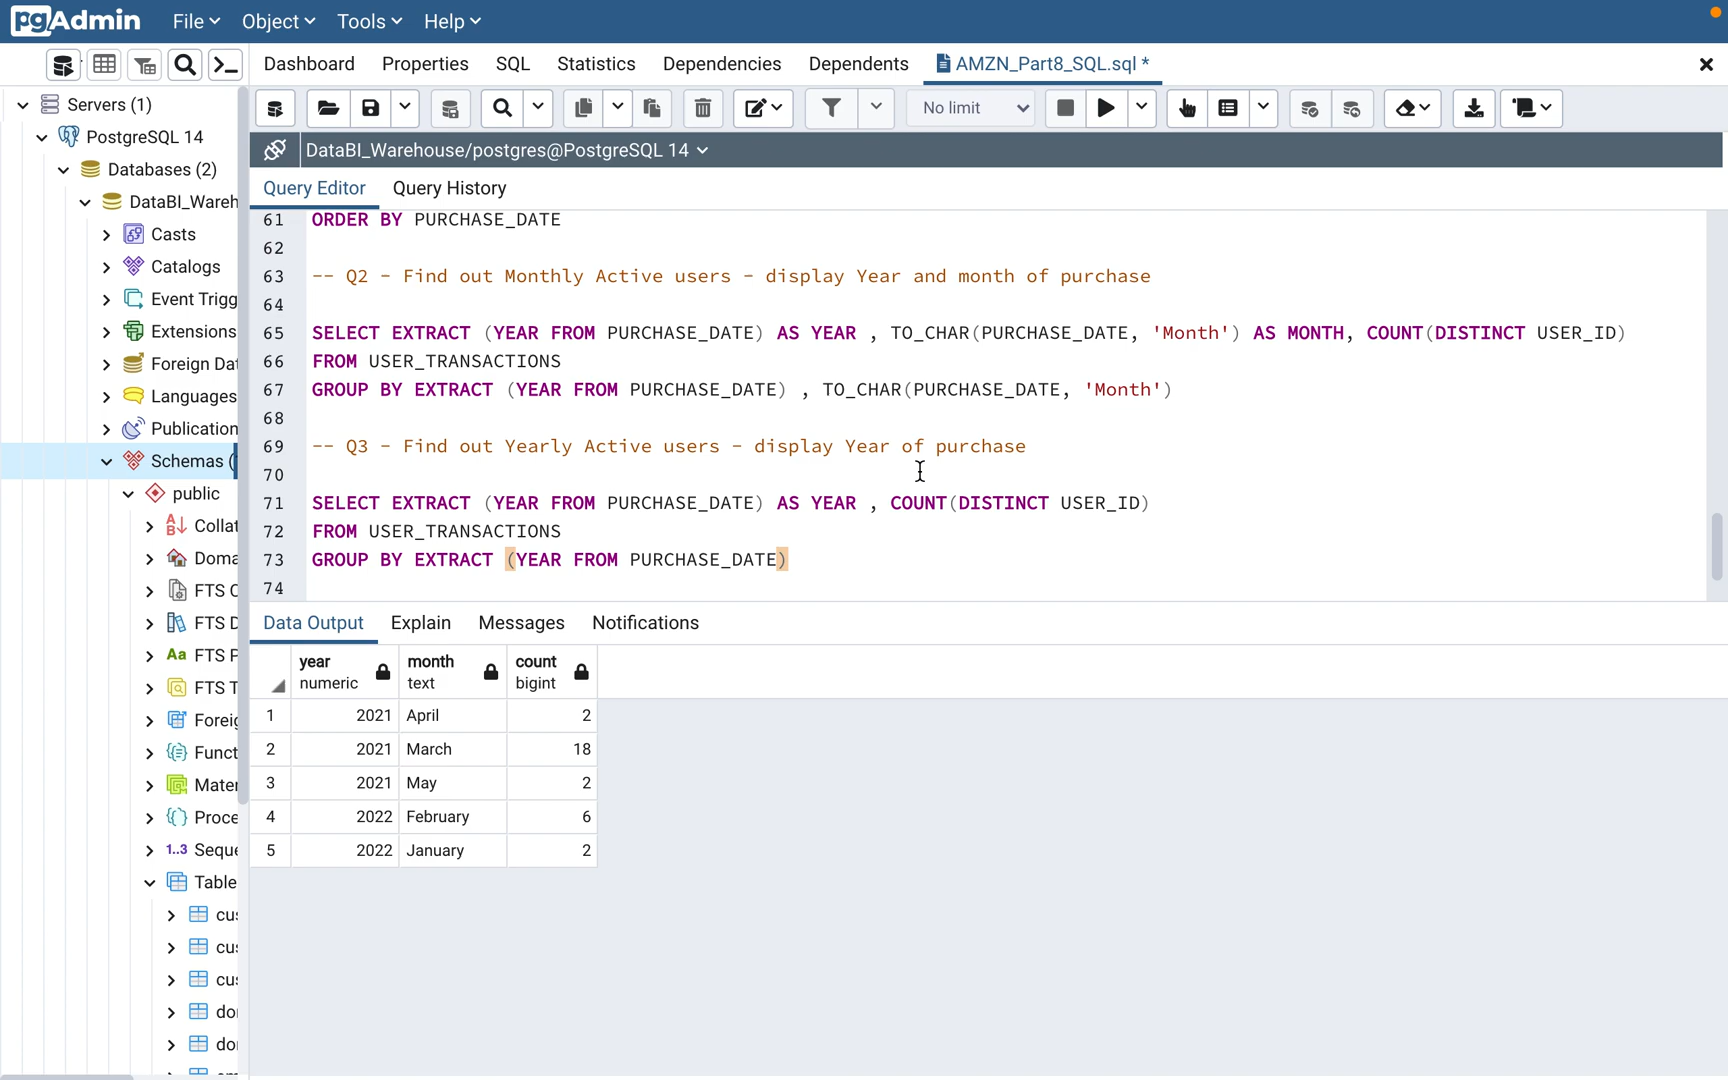 pgAdmin File Object Tools Help
Dashboard Properties SQL Statistics Dependencies Dependents AMZN_Part8_SQL.sql *
No limit
Servers (1)
PostgreSQL 14
Databases (2)
DataBI_Wareh
Casts
Catalogs
Event Trigg
Extensions
Foreign Dat
Languages
Publication
Schemas (
public
Collat
Doma
FTS C
FTS D
FTS P
FTS T
Foreig
Funct
Mater
Proce
1..3 Seque
Table
cus
cus
cus
do
do
DataBI_Warehouse/postgres@PostgreSQL 14
Query Editor Query History
61 ORDER BY PURCHASE_DATE
62
63 -- Q2 - Find out Monthly Active users - display Year and month of purchase
64
65 SELECT EXTRACT (YEAR FROM PURCHASE_DATE) AS YEAR , TO_CHAR(PURCHASE_DATE, 'Month') AS MONTH, COUNT(DISTINCT USER_ID)
66 FROM USER_TRANSACTIONS
67 GROUP BY EXTRACT (YEAR FROM PURCHASE_DATE) , TO_CHAR(PURCHASE_DATE, 'Month')
68
69 -- Q3 - Find out Yearly Active users - display Year of purchase
70
71 SELECT EXTRACT (YEAR FROM PURCHASE_DATE) AS YEAR , COUNT(DISTINCT USER_ID)
72 FROM USER_TRANSACTIONS
73 GROUP BY EXTRACT (YEAR FROM PURCHASE_DATE)
74
Data Output Explain Messages Notifications
year numeric month text count bigint
1 2021 April 2
2 2021 March 18
3 2021 May 2
4 2022 February 6
5 2022 January 2